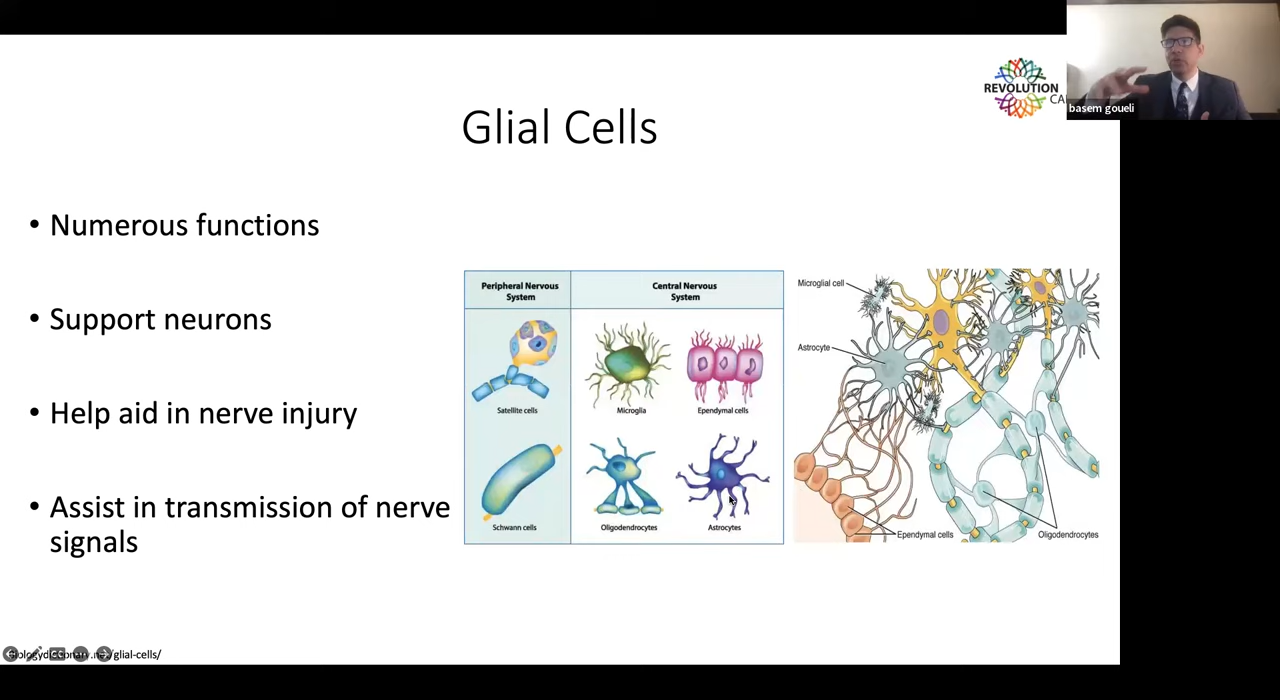 REVOLUTION
CA
basem goueli
Glial Cells
• Numerous functions
• Support neurons
• Help aid in nerve injury
• Assist in transmission of nerve
signals
Peripheral Nervous
System
Central Nervous
System
Satellite cells
Microglia
Ependymal cells
Schwann cells
Oligodendrocytes
Astrocytes
Microglial cell
Astrocyte
Ependymal cells
Oligodendrocytes
/glial-cells/